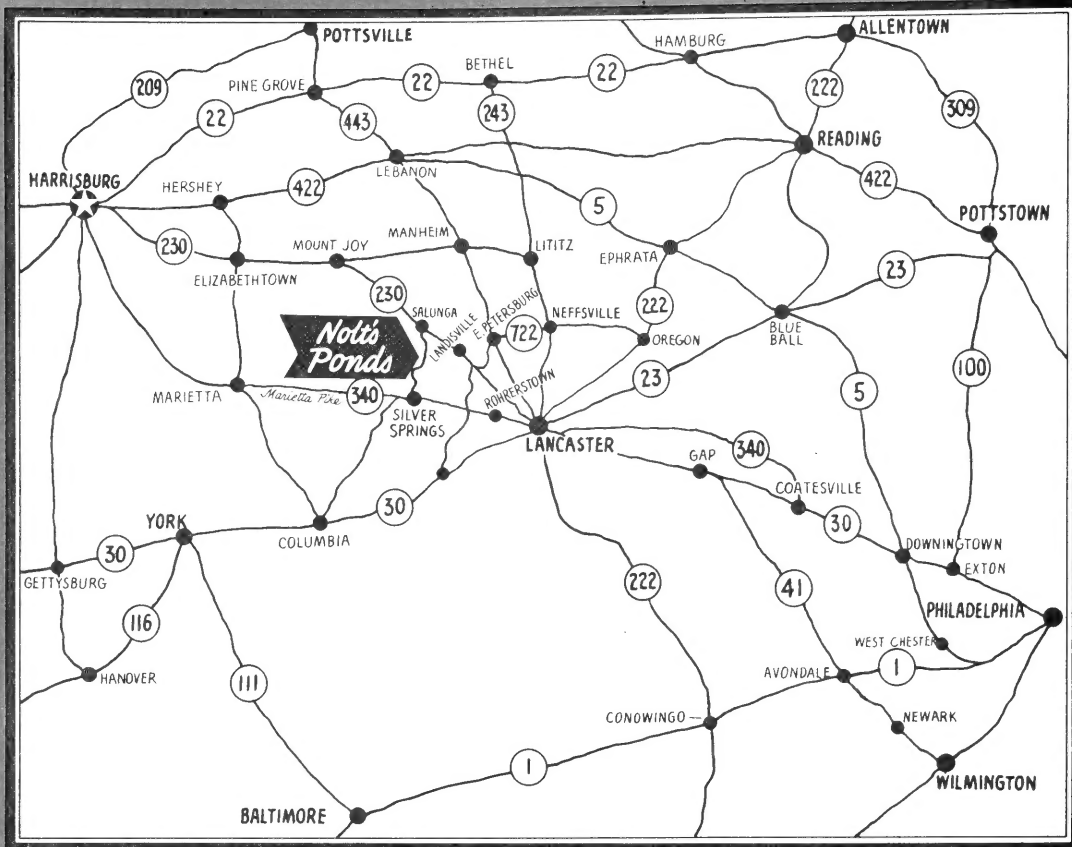 POTTSVILLE
ALLENTOWN
HAMBURG
BETHEL
209
PINE GROVE
22
22
222
22
443
243
309
READING
LEBANON
HARRISBURG
HERSHEY
422
422
5
POTTSTOWN
230
MOUNT JOY
MANHEIM
LITITZ
EPHRATA
ELIZABETHTOWN
23
230
SALUNGA
LANDISVILLE
E. PETERSBURG
NEFFSVILLE
222
722
OREGON
BLUE
BALL
Nolt's
Ponds
100
MARIETTA
Marietta Pike
340
SILVER
SPRINGS
ROHRERSTOWN
23
5
LANCASTER
340
GAP
COATESVILLE
30
30
YORK
COLUMBIA
30
DOWNINGTOWN
EXTON
GETTYSBURG
222
41
PHILADELPHIA
116
WEST CHESTER
1
AVONDALE
HANOVER
111
CONOWINGO
NEWARK
1
WILMINGTON
BALTIMORE